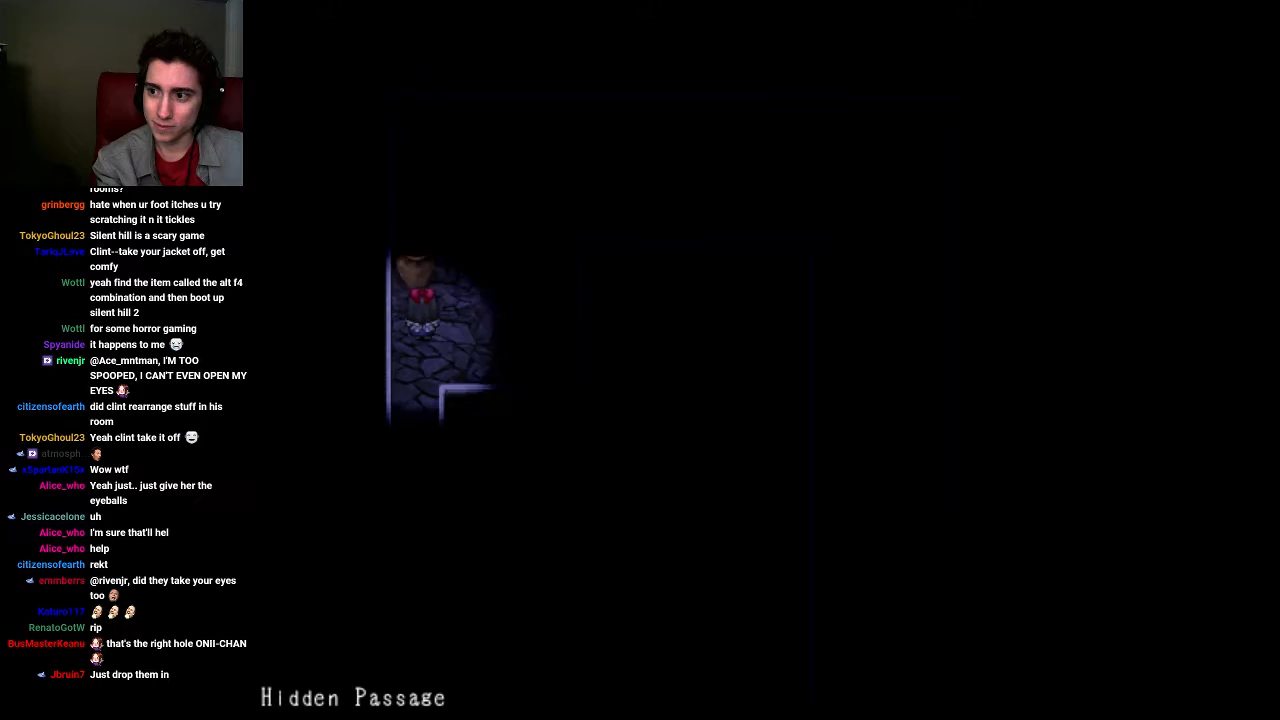 rooms?
grinbergg hate when ur foot itches u try
scratching it n it tickles
TokyoGhoul23 Silent hill is a scary game
Clint--take your jacket off, get
comfy
Wottl yeah find the item called the alt f4
combination and then boot up
silent hill 2
Wottl for some horror gaming
Spyanide it happens to me
rivenjr @Ace_mntman, I'M TOO
SPOOPED, I CAN'T EVEN OPEN MY
EYES
citizensofearth did clint rearrange stuff in his
room
TokyoGhoul23 Yeah clint take it off
atmosph
Wow wtf
Alice_who Yeah just.. just give her the
eyeballs
Jessicacelone uh
Alice_who I'm sure that'll hel
Alice_who help
citizensofearth rekt
emmberrs @rivenjr, did they take your eyes
too
RenatoGotW rip
BusMasterKeanu that's the right hole ONII-CHAN
Jbruin7 Just drop them in
Hidden Passage